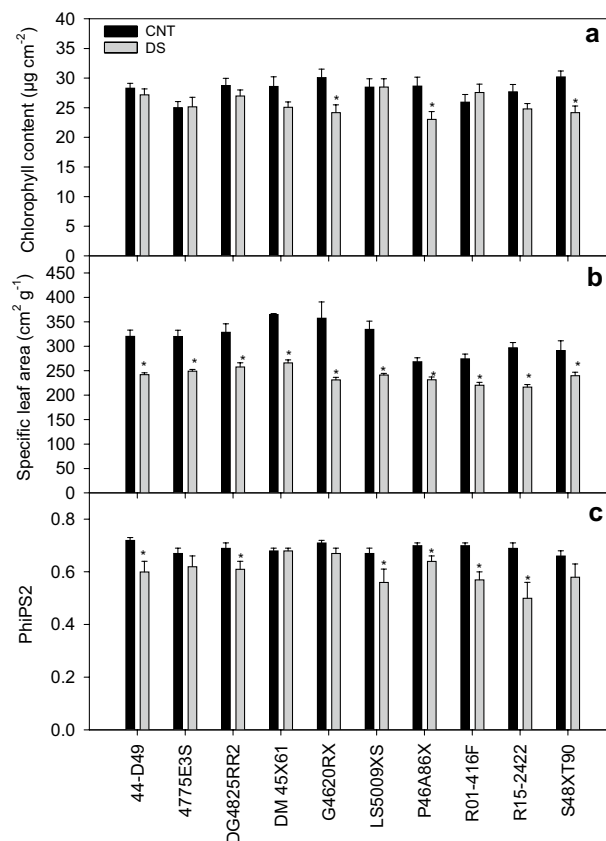 CNT
DS
a
Chlorophyll content (µg cm-2)
40
35
30
25
20
15
10
5
0
*
*
*
b
Specific leaf area (cm2 g-1)
450
400
350
300
250
200
150
100
50
0
*
*
*
*
*
*
*
*
*
*
c
PhiPS2
0.8
0.6
0.4
0.2
0.0
*
*
*
*
*
*
44-D49
4775E3S
DG4825RR2
DM 45X61
G4620RX
LS5009XS
P46A86X
R01-416F
R15-2422
S48XT90